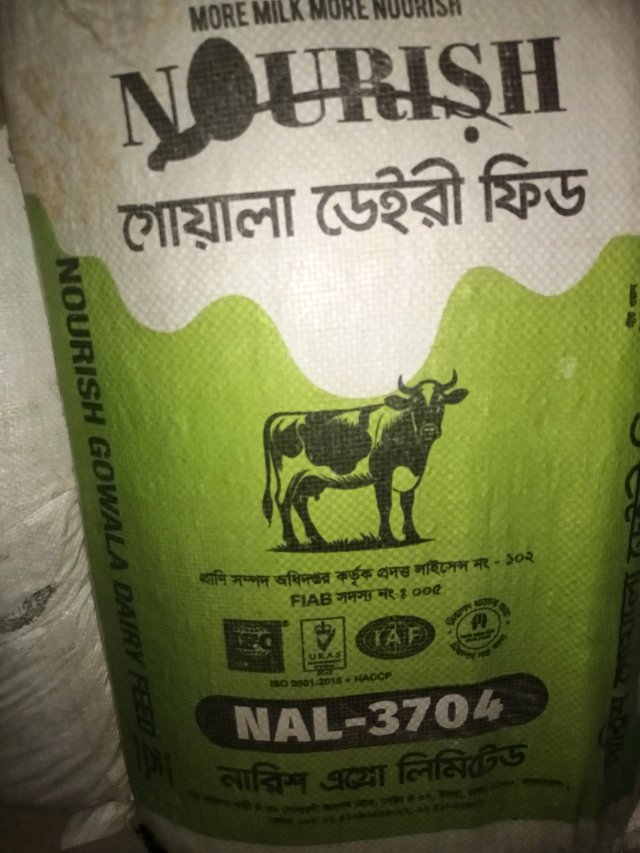 MORE MILK MORE NOURISH
NOURISH
গোয়ালা ডেইরী ফিড
NOURISH GOWALA DAIRY FEED
প্রাণি সম্পদ অধিদপ্তর কর্তৃক প্রদত্ত লাইসেন্স নং - ১০২
FIAB সদস্য নং ঃ ০০৫
UKAS
IAF
ISO 9001:2015 + HACCP
NAL-3704
নারিশ এগ্রো লিমিটেড